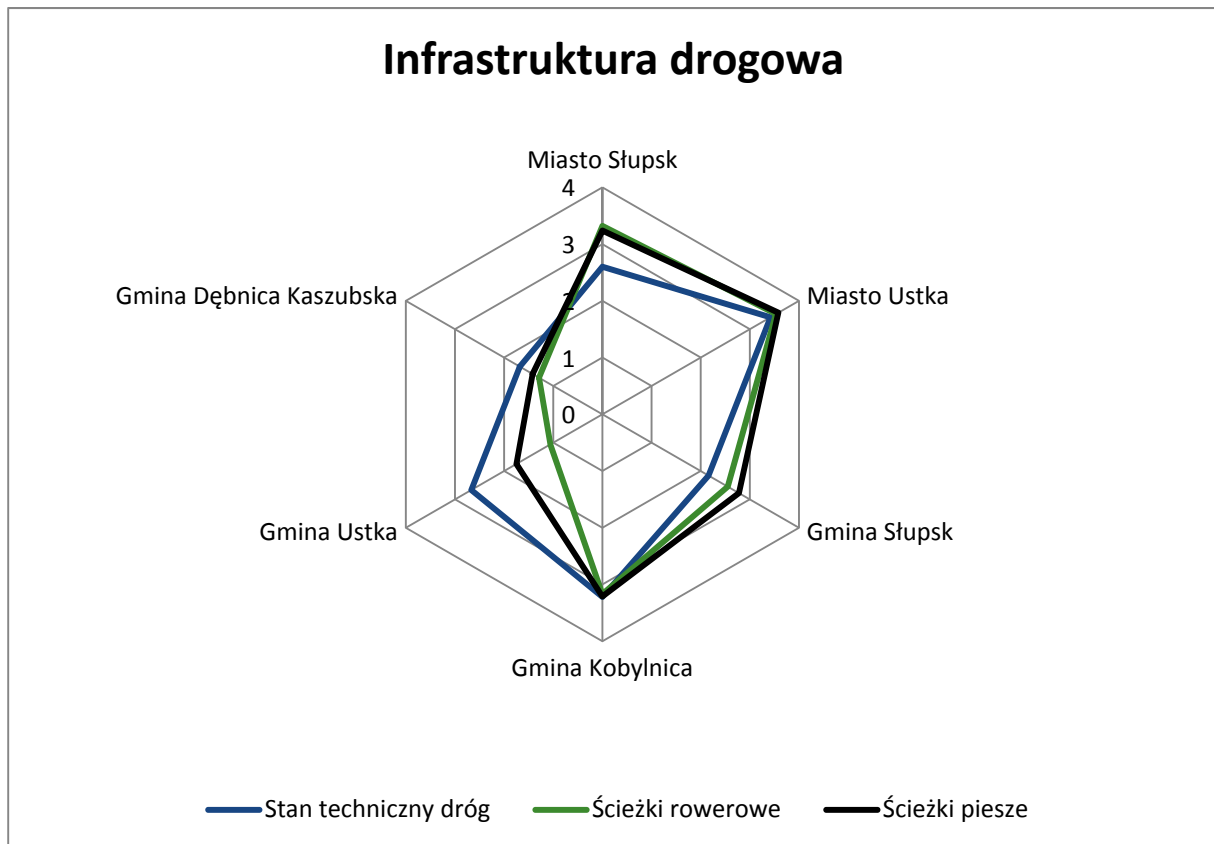 Infrastruktura drogowa
Miasto Słupsk
4
3
2
1
0
Miasto Ustka
Gmina Słupsk
Gmina Kobylnica
Gmina Ustka
Gmina Dębnica Kaszubska
Stan techniczny dróg
Ścieżki rowerowe
Ścieżki piesze